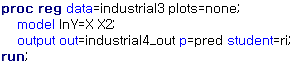 proc reg data=industrial3 plots=none;
model lnY=X X2;
output out=industrial4_out p=pred student=ri;
run;